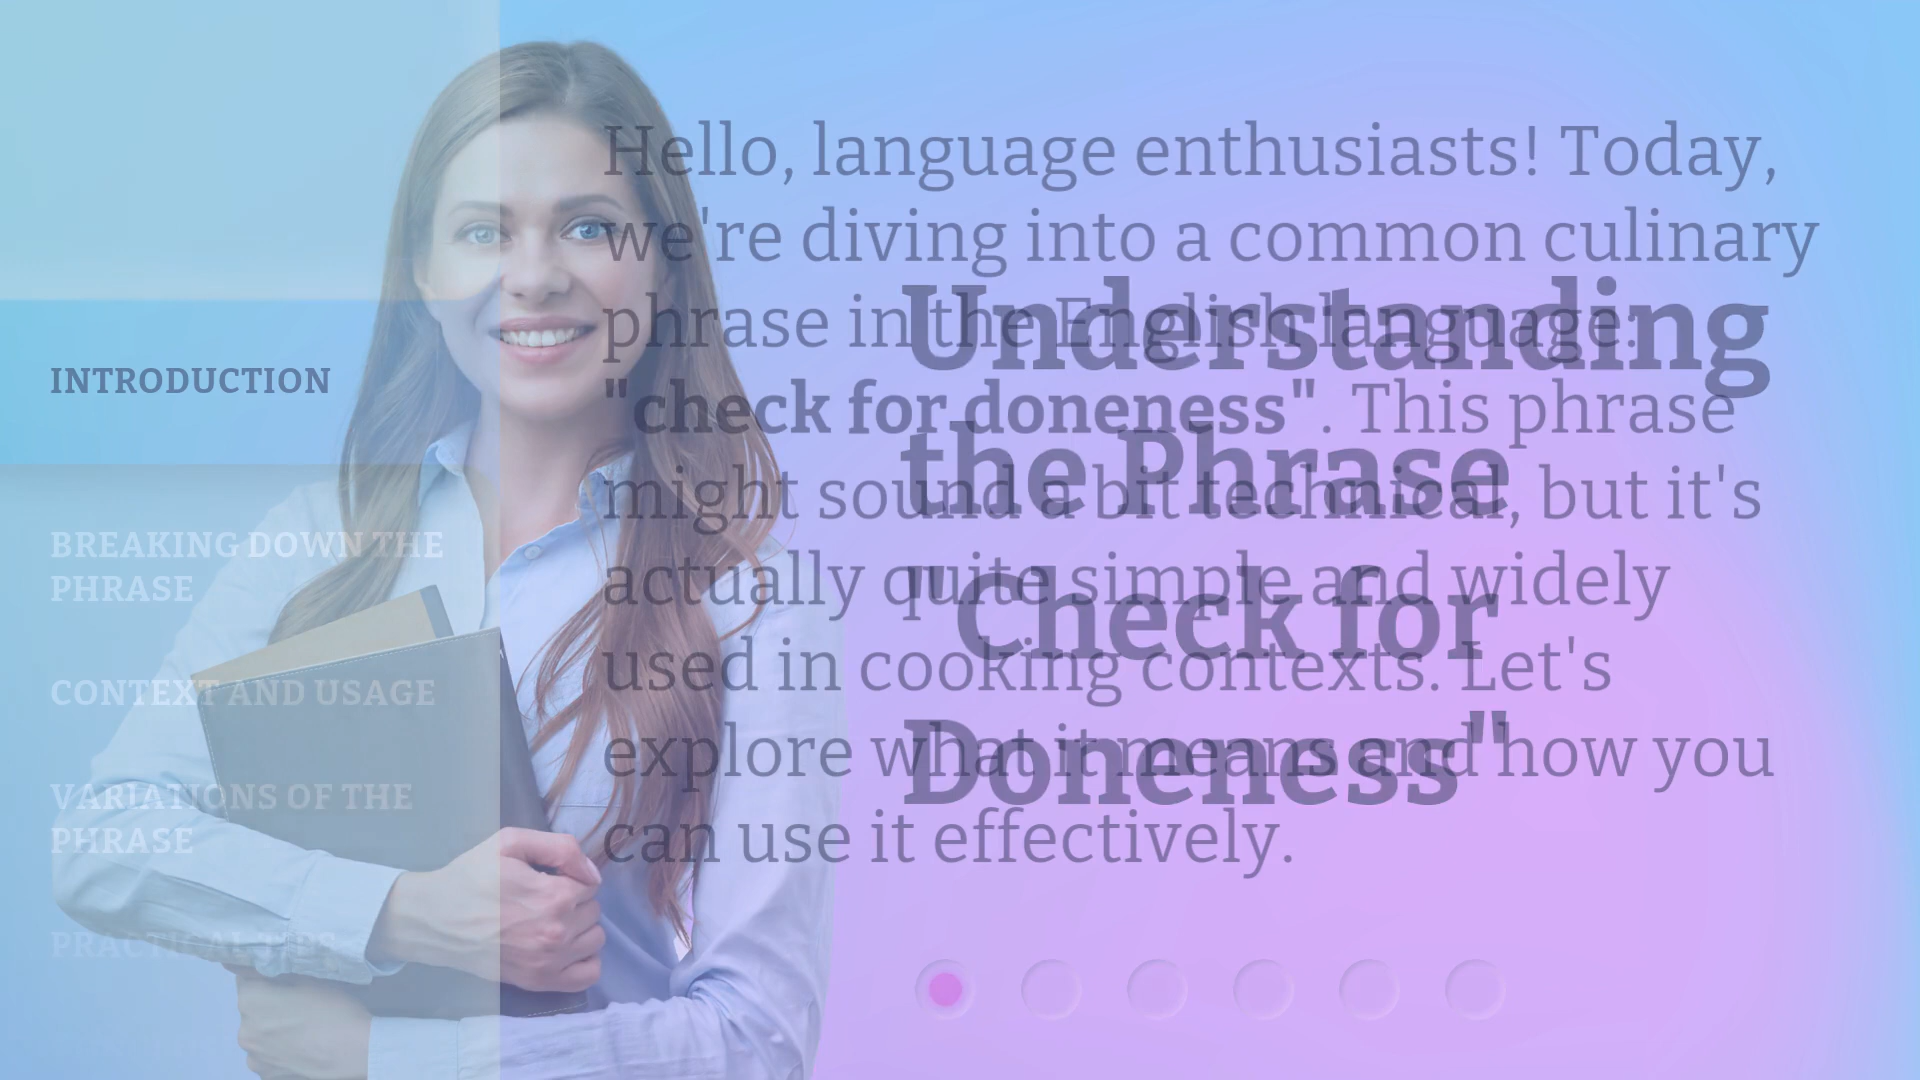 INTRODUCTION
BREAKING DOWN THE
PHRASE
CONTEXT AND USAGE
VARIATIONS OF THE
PHRASE
PRACTICAL TIPS
Hello, language enthusiasts! Today,
we're diving into a common culinary
phrase in the English language:
"check for doneness". This phrase
might sound a bit technical, but it's
actually quite simple and widely
used in cooking contexts. Let's
explore what it means and how you
can use it effectively.
Understanding
the Phrase
"Check for
Doneness"